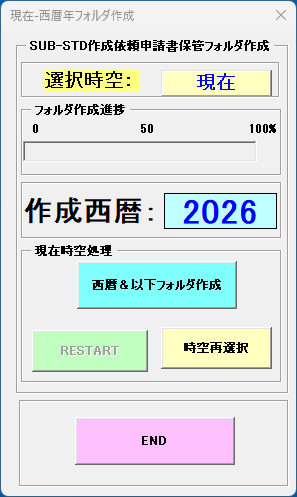 現在-西暦年フォルダ作成
SUB-STD作成依頼申請書保管フォルダ作成
選択時空: 現在
フォルダ作成進捗
0 50 100%
作成西暦: 2026
現在時空処理
西暦＆以下フォルダ作成
RESTART 時空再選択
END